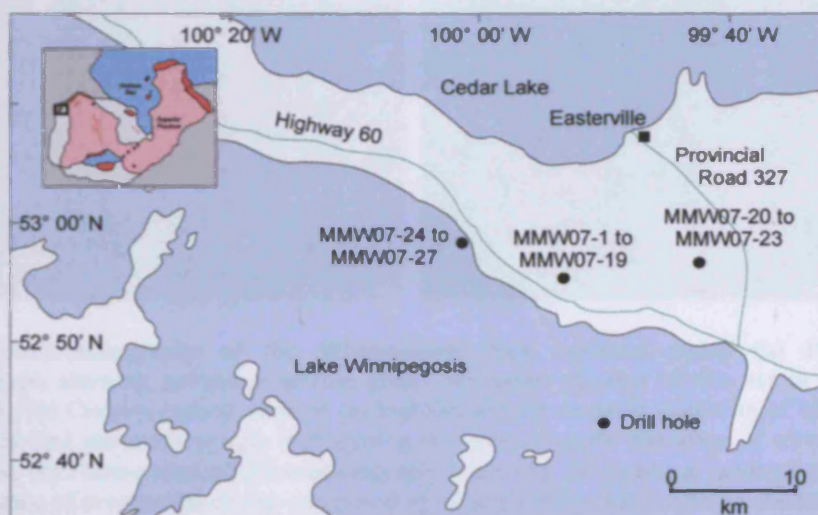 100° 20' W
100° 00' W
99° 40' W
Cedar Lake
Easterville
Highway 60
Provincial
Road 327
53° 00' N
MMW07-24 to
MMW07-27
MMW07-1 to
MMW07-19
MMW07-20 to
MMW07-23
52° 50' N
Lake Winnipegosis
Drill hole
52° 40' N
0 10
km